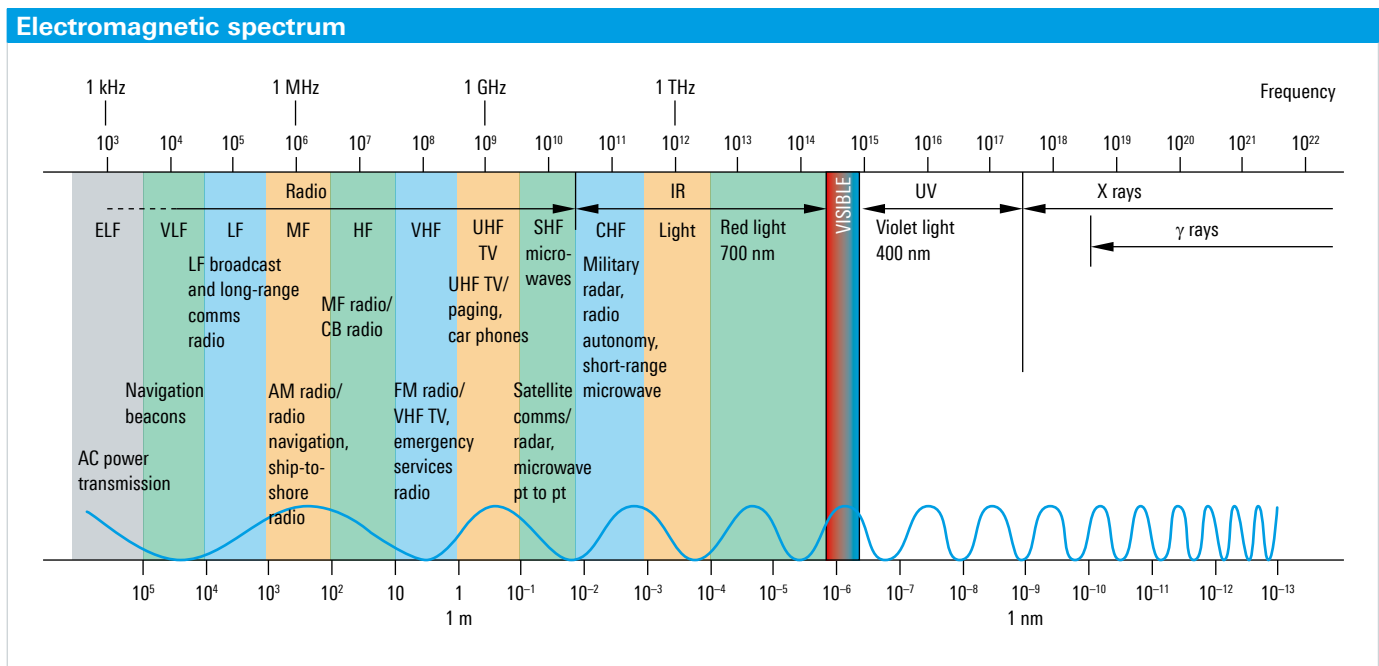 Electromagnetic spectrum
1 kHz 1 MHz 1 GHz 1 THz Frequency
10³ 10⁴ 10⁵ 10⁶ 10⁷ 10⁸ 10⁹ 10¹⁰ 10¹¹ 10¹² 10¹³ 10¹⁴ 10¹⁵ 10¹⁶ 10¹⁷ 10¹⁸ 10¹⁹ 10²⁰ 10²¹ 10²²
Radio IR VISIBLE UV X rays
ELF VLF LF MF HF VHF
UHF
TV
SHF
micro-
waves
CHF
Light
Red light
700 nm
Violet light
400 nm
γ rays
LF broadcast
and long-range
comms
radio
MF radio/
CB radio
UHF TV/
paging,
car phones
Military
radar,
radio
autonomy,
short-range
microwave
Navigation
beacons
AM radio/
radio
navigation,
ship-to-
shore
radio
FM radio/
VHF TV,
emergency
services
radio
Satellite
comms/
radar,
microwave
pt to pt
AC power
transmission
10⁵ 10⁴ 10³ 10² 10 1 10⁻¹ 10⁻² 10⁻³ 10⁻⁴ 10⁻⁵ 10⁻⁶ 10⁻⁷ 10⁻⁸ 10⁻⁹ 10⁻¹⁰ 10⁻¹¹ 10⁻¹² 10⁻¹³
1 m 1 nm